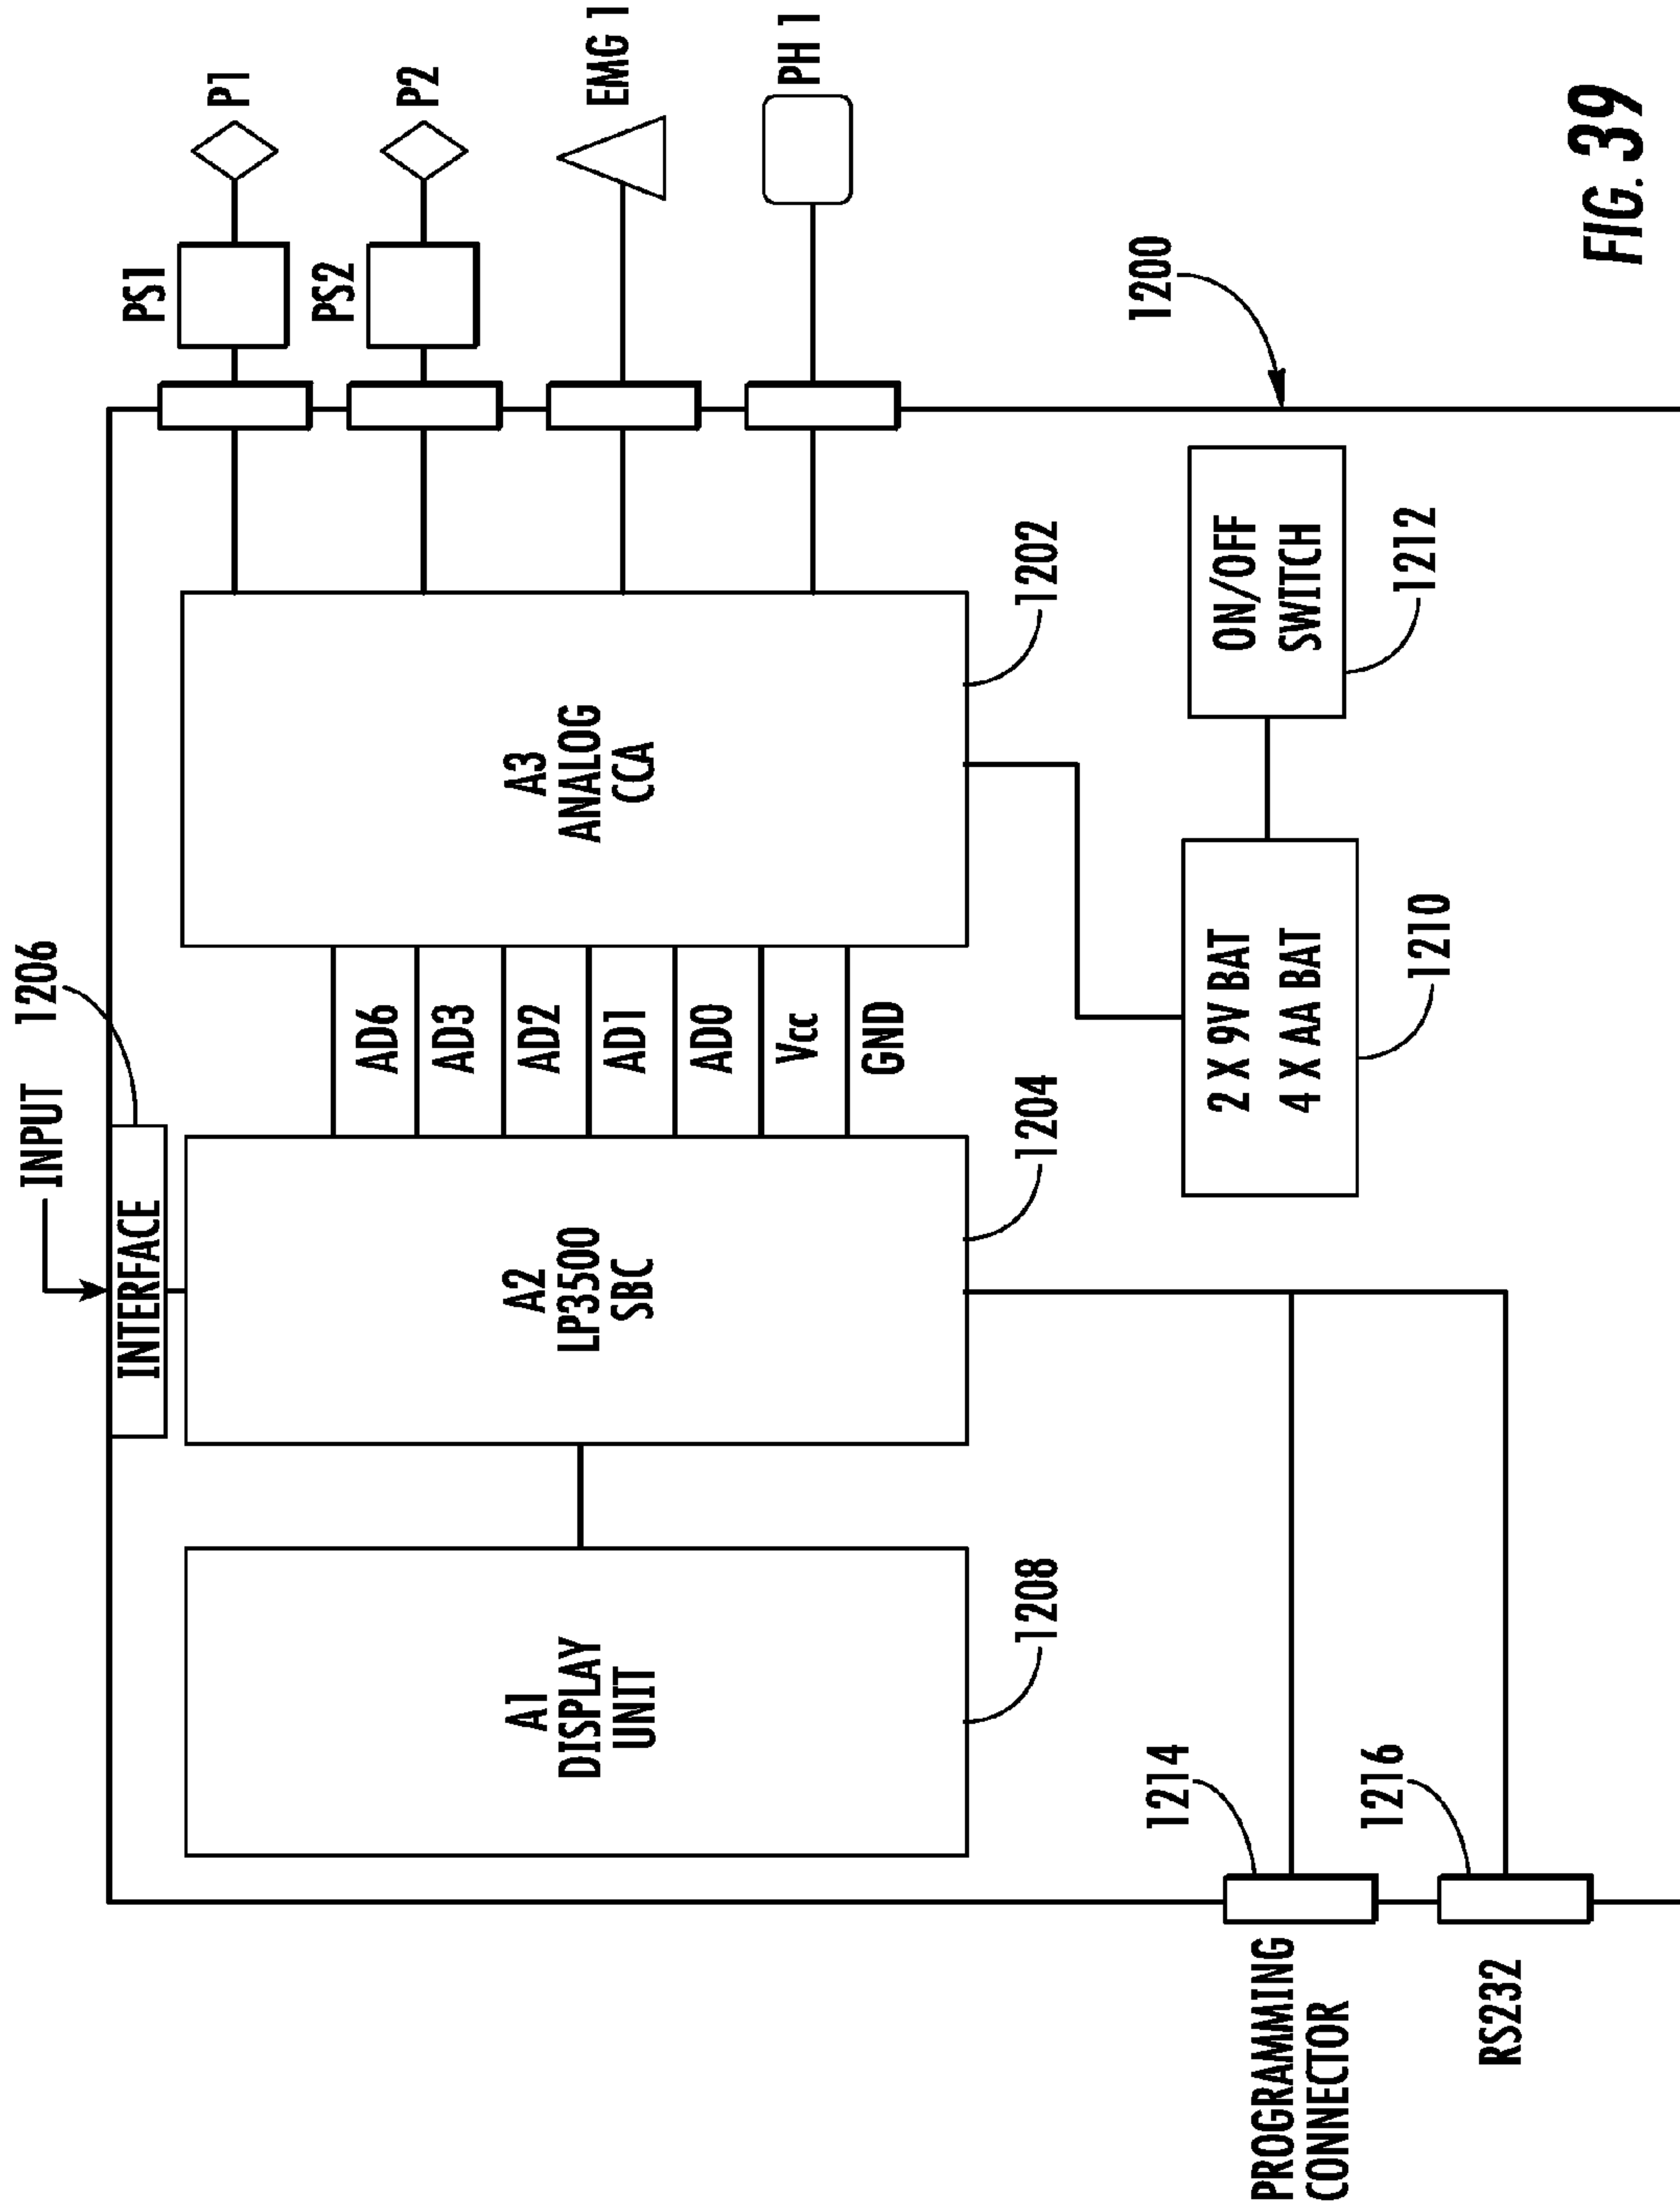 INPUT
1206
INTERFACE
A1
DISPLAY
UNIT
1208
A2
LP3500
SBC
1204
AD6
AD3
AD2
AD1
AD0
Vcc
GND
A3
ANALOG
CCA
1202
PS1
P1
PS2
P2
EMG 1
PH 1
1200
2 X 9V BAT
4 X AA BAT
1210
ON/OFF
SWITCH
1212
1214
PROGRAMMING
CONNECTOR
1216
RS232
FIG. 39